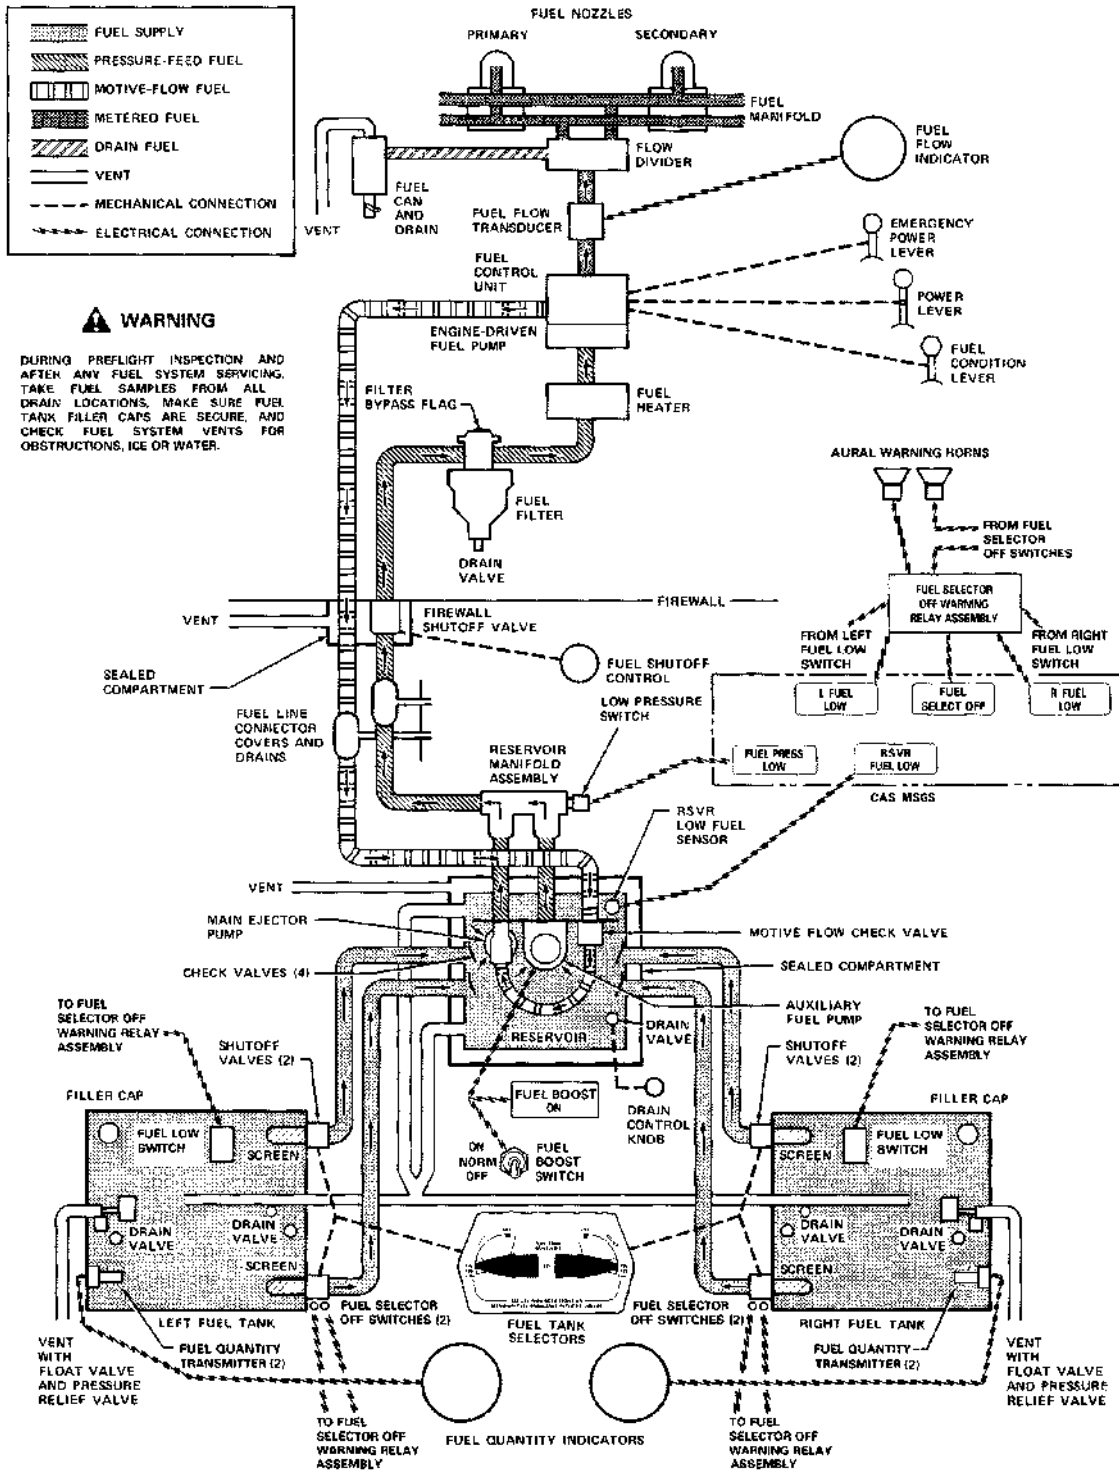 FUEL SUPPLY
PRESSURE-FEED FUEL
MOTIVE-FLOW FUEL
METERED FUEL
DRAIN FUEL
VENT
MECHANICAL CONNECTION
ELECTRICAL CONNECTION
FUEL NOZZLES
PRIMARY
SECONDARY
FUEL
MANIFOLD
FLOW
DIVIDER
FUEL
FLOW
INDICATOR
FUEL
CAN
AND
DRAIN
VENT
FUEL FLOW
TRANSDUCER
FUEL
CONTROL
UNIT
EMERGENCY
POWER
LEVER
POWER
LEVER
ENGINE-DRIVEN
FUEL PUMP
FUEL
CONDITION
LEVER
WARNING
DURING PREFLIGHT INSPECTION AND
AFTER ANY FUEL SYSTEM SERVICING,
TAKE FUEL SAMPLES FROM ALL
DRAIN LOCATIONS, MAKE SURE FUEL
TANK FILLER CAPS ARE SECURE, AND
CHECK FUEL SYSTEM VENTS FOR
OBSTRUCTIONS, ICE OR WATER.
FILTER
BYPASS FLAG
FUEL
HEATER
FUEL
FILTER
DRAIN
VALVE
AURAL WARNING HORNS
FROM FUEL
SELECTOR
OFF SWITCHES
FUEL SELECTOR
OFF WARNING
RELAY ASSEMBLY
FROM LEFT
FUEL LOW
SWITCH
FROM RIGHT
FUEL LOW
SWITCH
FIREWALL
VENT
FIREWALL
SHUTOFF VALVE
SEALED
COMPARTMENT
FUEL SHUTOFF
CONTROL
L FUEL
LOW
FUEL
SELECT OFF
R FUEL
LOW
FUEL PRESS
LOW
RSVR
FUEL LOW
CAS MSGS
FUEL LINE
CONNECTOR
COVERS AND
DRAINS
LOW PRESSURE
SWITCH
RESERVOIR
MANIFOLD
ASSEMBLY
RSVR
LOW FUEL
SENSOR
VENT
MAIN EJECTOR
PUMP
MOTIVE FLOW CHECK VALVE
CHECK VALVES (4)
SEALED COMPARTMENT
AUXILIARY
FUEL PUMP
RESERVOIR
DRAIN
VALVE
TO FUEL
SELECTOR OFF
WARNING RELAY
ASSEMBLY
SHUTOFF
VALVES (2)
SHUTOFF
VALVES (2)
TO FUEL
SELECTOR OFF
WARNING RELAY
ASSEMBLY
FUEL BOOST
ON
DRAIN
CONTROL
KNOB
ON
NORM
OFF
FUEL
BOOST
SWITCH
FILLER CAP
FUEL LOW
SWITCH
SCREEN
DRAIN
VALVE
DRAIN
VALVE
SCREEN
LEFT FUEL TANK
FUEL QUANTITY
TRANSMITTER (2)
VENT
WITH
FLOAT VALVE
AND PRESSURE
RELIEF VALVE
FUEL SELECTOR
OFF SWITCHES (2)
FUEL TANK
SELECTORS
FUEL SELECTOR
OFF SWITCHES (2)
FILLER CAP
FUEL LOW
SWITCH
SCREEN
DRAIN
VALVE
DRAIN
VALVE
SCREEN
RIGHT FUEL TANK
FUEL QUANTITY
TRANSMITTER (2)
VENT
WITH
FLOAT VALVE
AND PRESSURE
RELIEF VALVE
TO FUEL
SELECTOR OFF
WARNING RELAY
ASSEMBLY
FUEL QUANTITY INDICATORS
TO FUEL
SELECTOR OFF
WARNING RELAY
ASSEMBLY